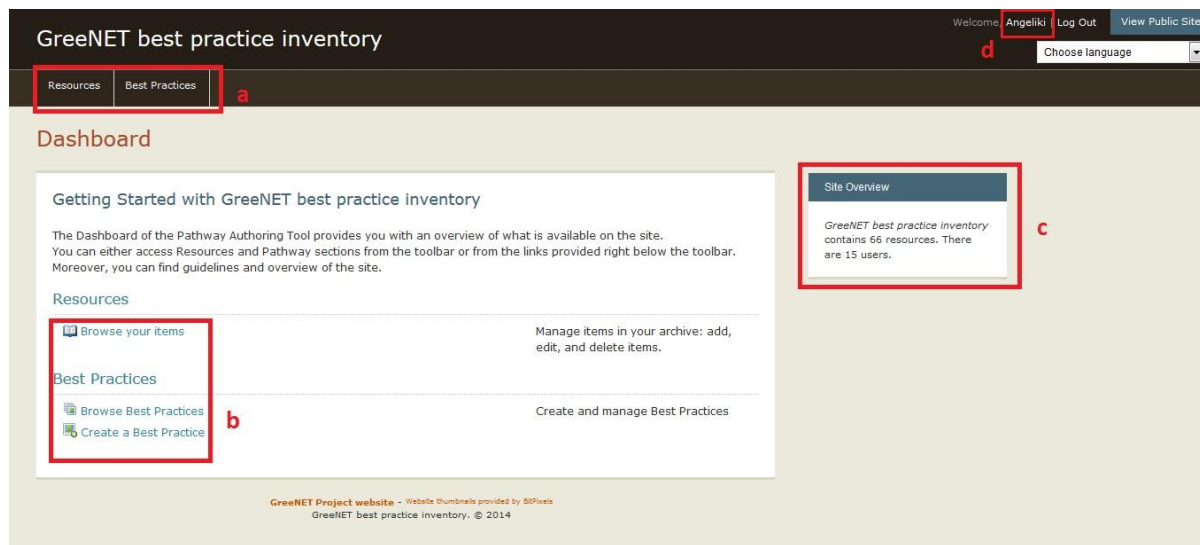 Welcome, Angeliki | Log Out View Public Site
GreeNET best practice inventory
d
Choose language
Resources Best Practices
a
Dashboard
Getting Started with GreeNET best practice inventory
The Dashboard of the Pathway Authoring Tool provides you with an overview of what is available on the site.
You can either access Resources and Pathway sections from the toolbar or from the links provided right below the toolbar.
Moreover, you can find guidelines and overview of the site.
Resources
Browse your items
Manage items in your archive: add,
edit, and delete items.
Best Practices
Browse Best Practices
Create and manage Best Practices
Create a Best Practice
b
Site Overview
GreeNET best practice inventory
contains 66 resources. There
are 15 users.
c
GreeNET Project website - Website thumbnails provided by BitPixels
GreeNET best practice inventory. © 2014